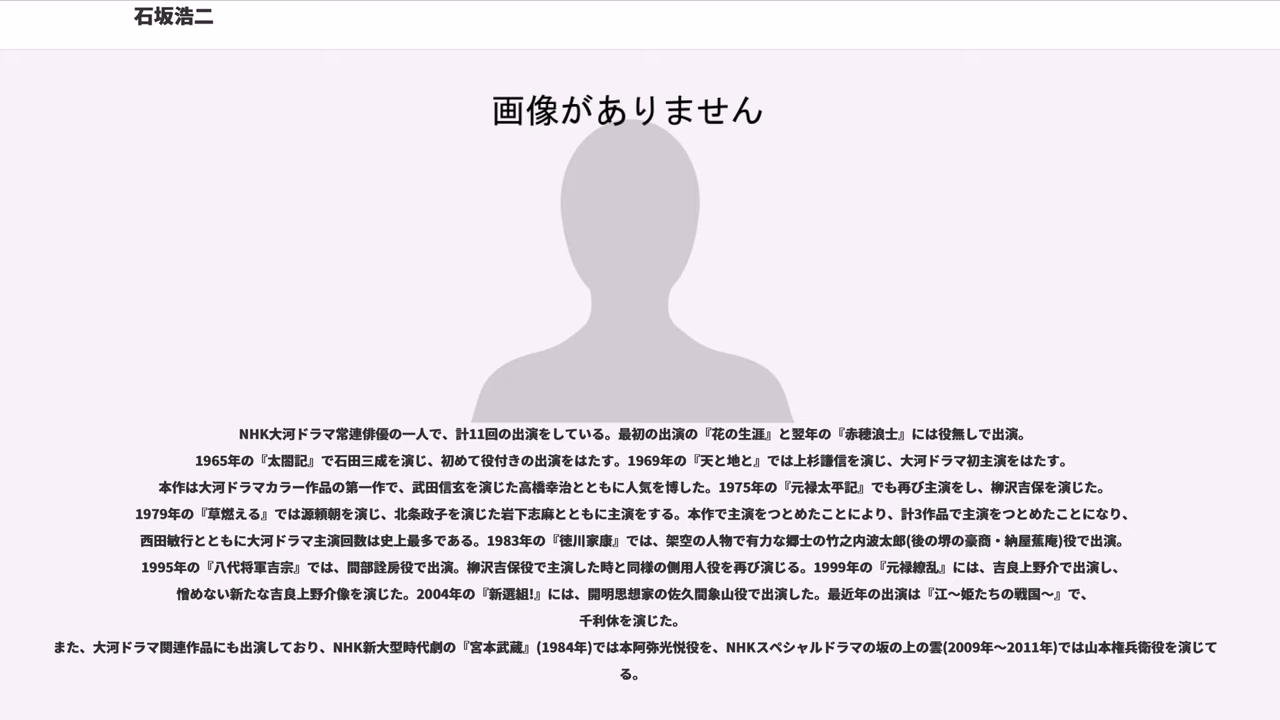 石坂浩二
画像がありません
NHK大河ドラマ常連俳優の一人で、計11回の出演をしている。最初の出演の『花の生涯』と翌年の『赤穂浪士』には役無しで出演。
1965年の『太閤記』で石田三成を演じ、初めて役付きの出演をはたす。1969年の『天と地と』では上杉謙信を演じ、大河ドラマ初主演をはたす。
本作は大河ドラマカラー作品の第一作で、武田信玄を演じた高橋幸治とともに人気を博した。1975年の『元禄太平記』でも再び主演をし、柳沢吉保を演じた。
1979年の『草燃える』では源頼朝を演じ、北条政子を演じた岩下志麻とともに主演をする。本作で主演をつとめたことにより、計3作品で主演をつとめたことになり、
西田敏行とともに大河ドラマ主演回数は史上最多である。1983年の『徳川家康』では、架空の人物で有力な郷士の竹之内波太郎(後の堺の豪商・納屋蕉庵)役で出演。
1995年の『八代将軍吉宗』では、間部詮房役で出演。柳沢吉保役で主演した時と同様の側用人役を再び演じる。1999年の『元禄繚乱』には、吉良上野介で出演し、
憎めない新たな吉良上野介像を演じた。2004年の『新選組!』には、開明思想家の佐久間象山役で出演した。最近年の出演は『江〜姫たちの戦国〜』で、
千利休を演じた。
また、大河ドラマ関連作品にも出演しており、NHK新大型時代劇の『宮本武蔵』(1984年)では本阿弥光悦役を、NHKスペシャルドラマの坂の上の雲(2009年〜2011年)では山本権兵衛役を演じて
る。